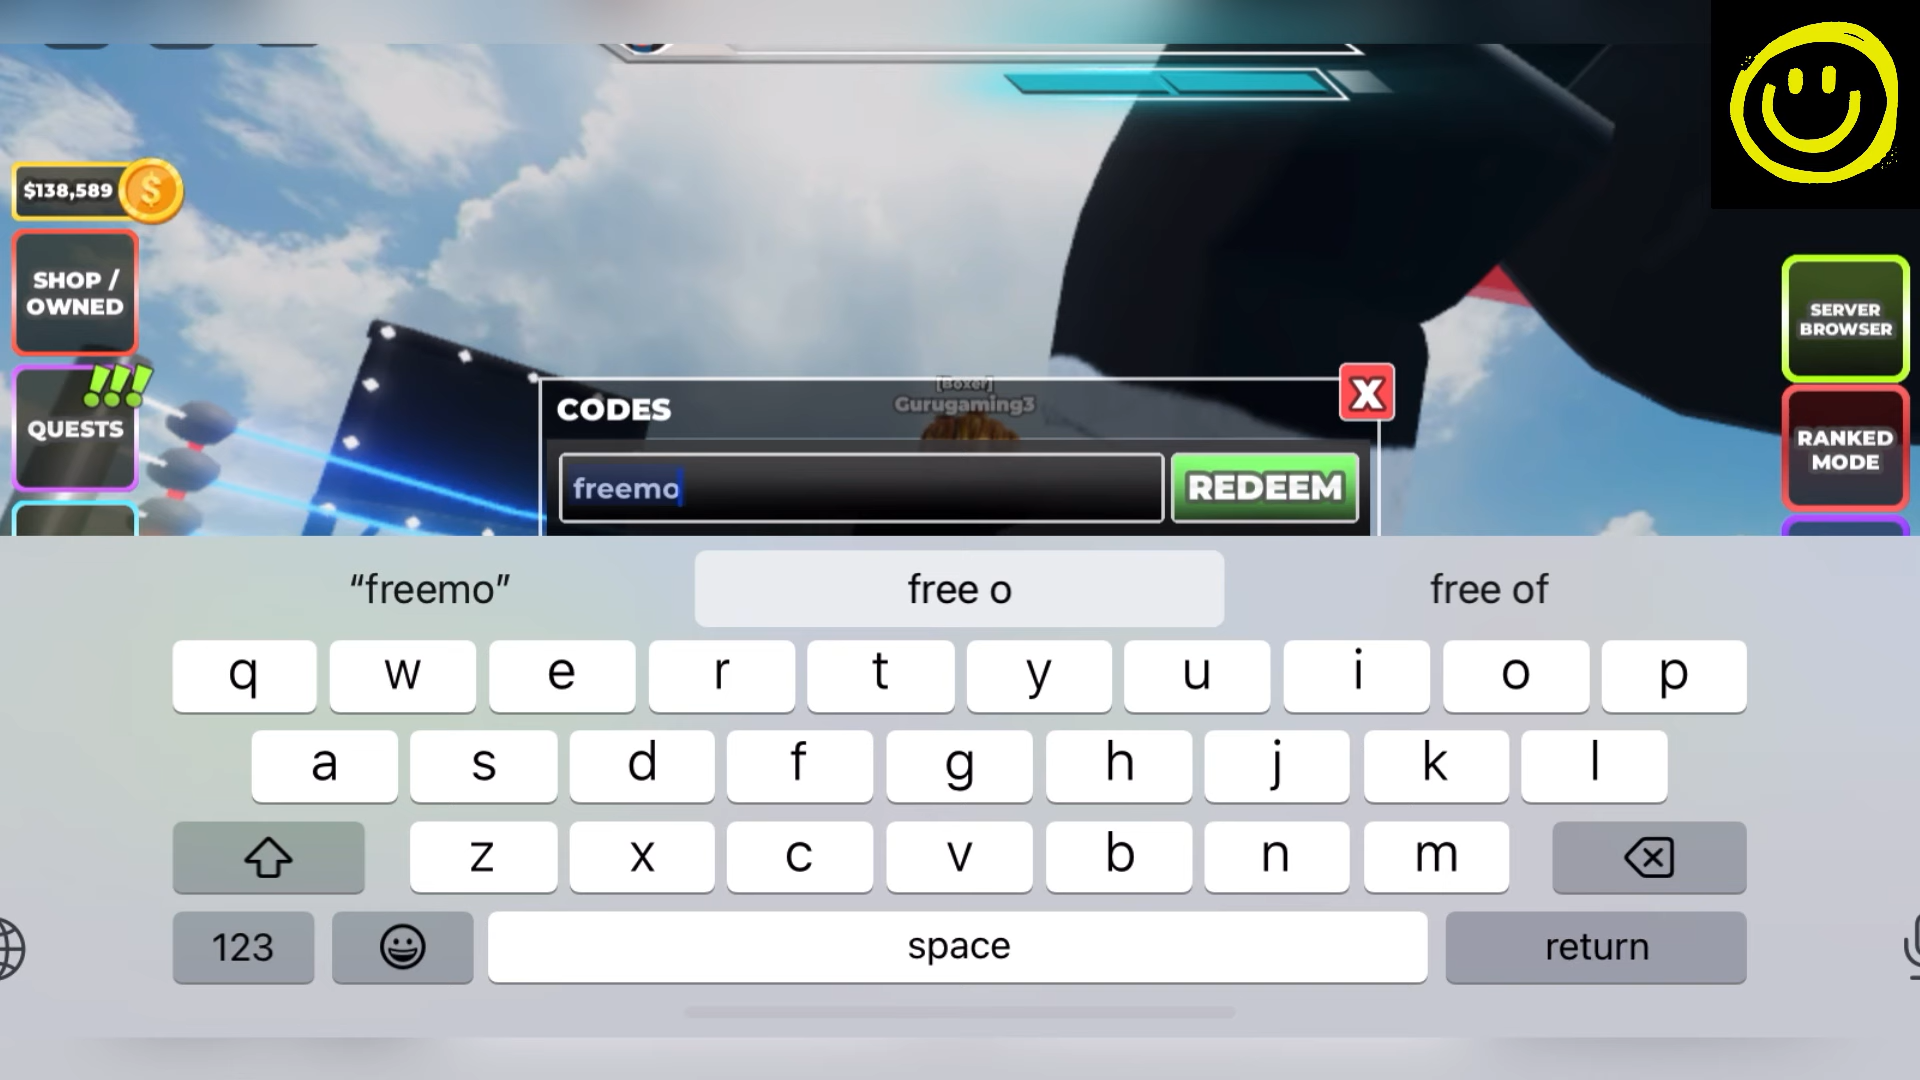 $138,589
SHOP /
OWNED
QUESTS
SERVER
BROWSER
RANKED
MODE
[Boxer]
Gurugaming3
CODES
X
freemo
REDEEM
“freemo”
free o
free of
q w e r t y u i o p
a s d f g h j k l
z x c v b n m
123
space
return